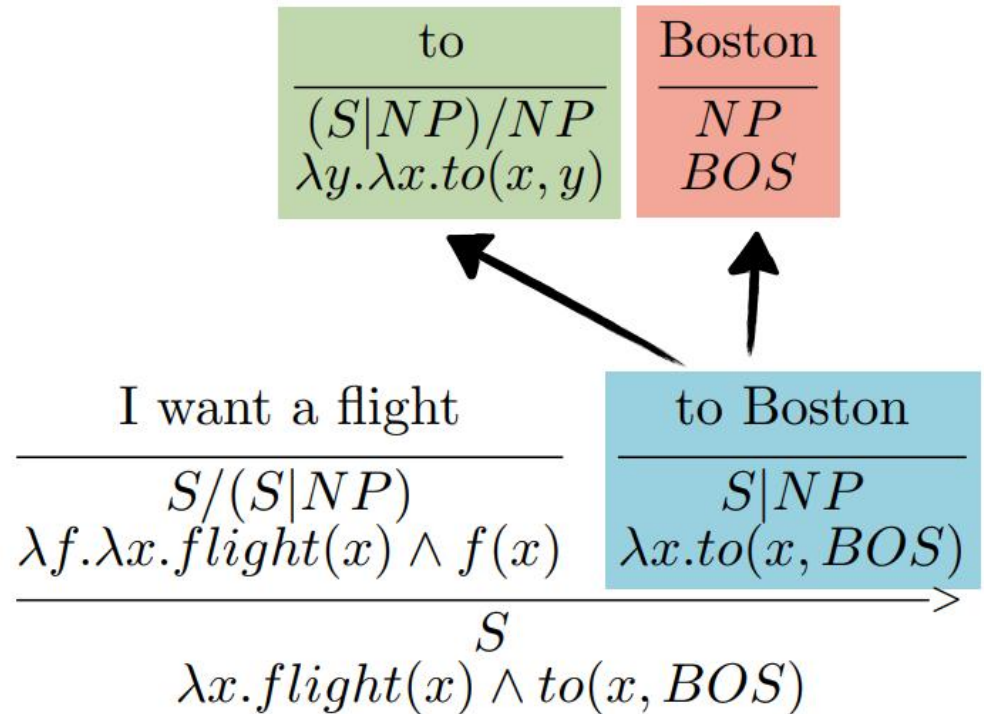 to Boston
(S|NP)/NP NP
λy.λx.to(x, y) BOS
I want a flight to Boston
S/(S|NP) S|NP
λf.λx.flight(x) ∧ f(x) λx.to(x, BOS)
>
S
λx.flight(x) ∧ to(x, BOS)